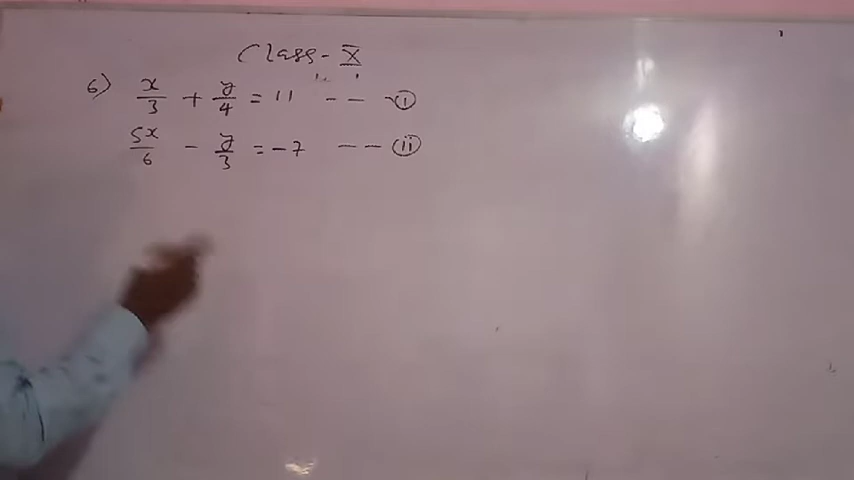 Class - X
6) x/3 + y/4 = 11 -- - (i)
5x/6 - y/3 = -7 -- - (ii)